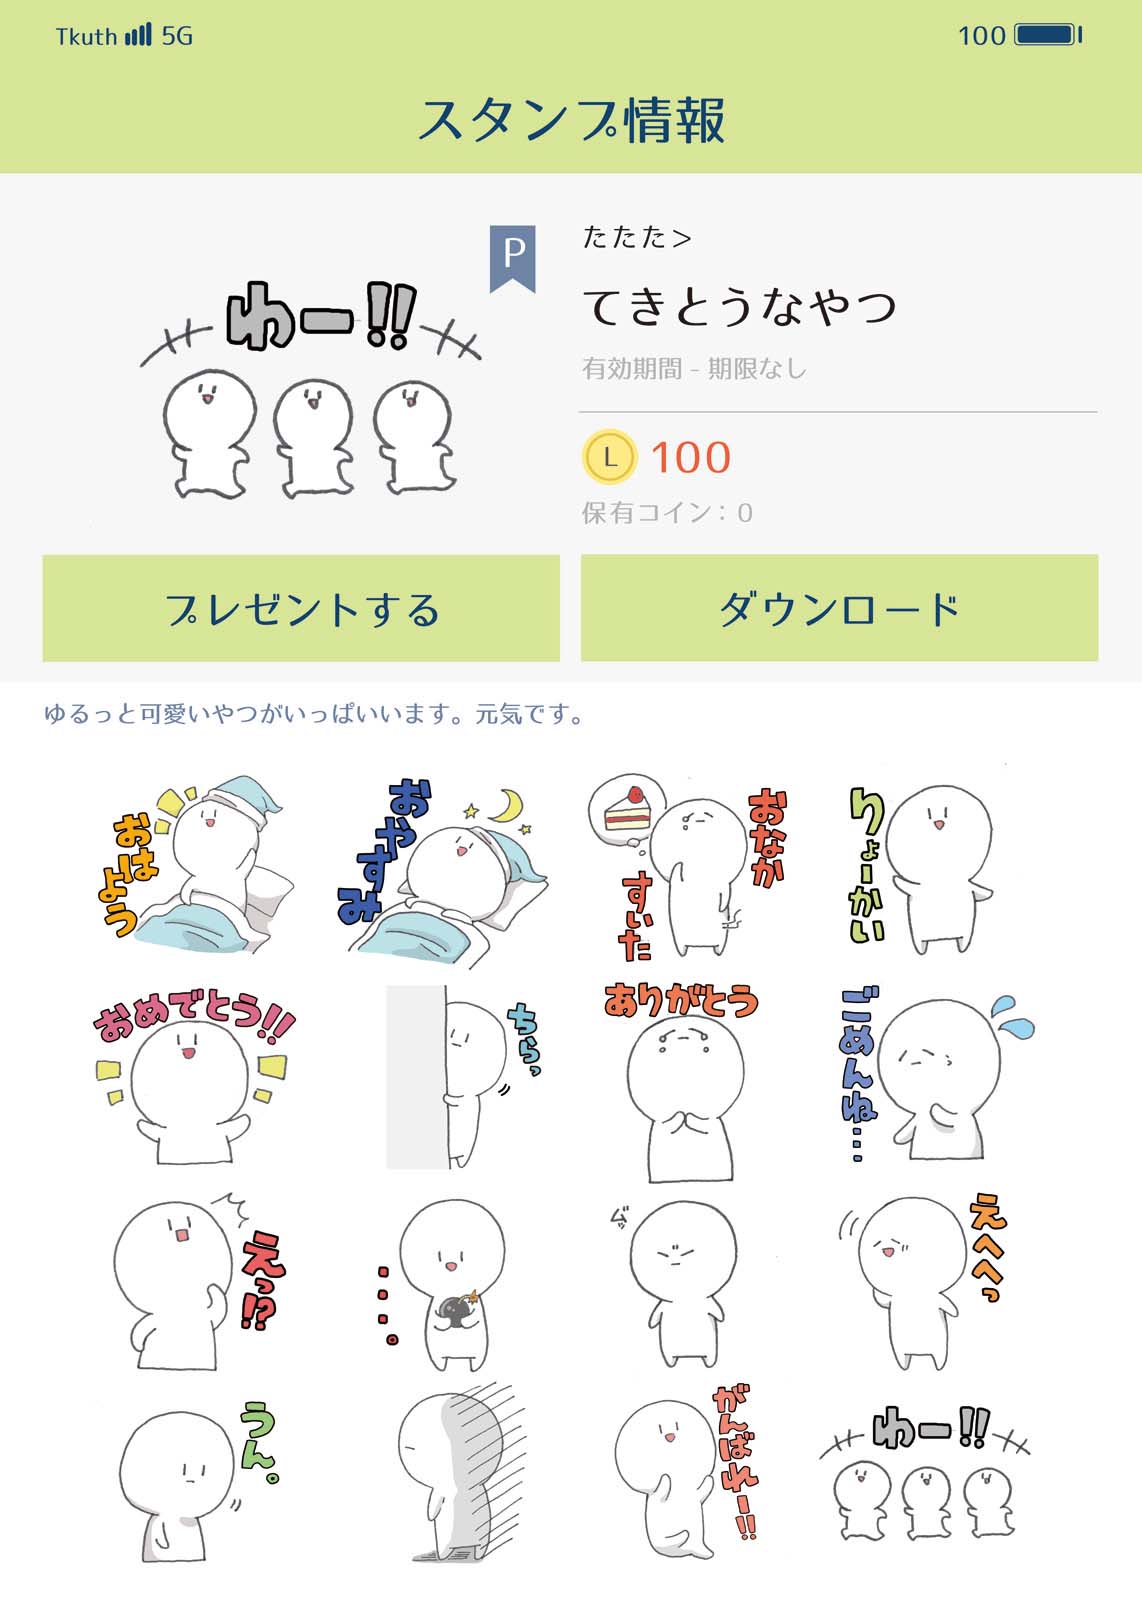 Tkuth 5G 100
スタンプ情報
わー!!
P
たたた>
てきとうなやつ
有効期間 - 期限なし
L 100
保有コイン：0
プレゼントする
ダウンロード
ゆるっと可愛いやつがいっぱいいます。元気です。
おはよう
おやすみ
おなか
すいた
りょーかい
おめでとう!!
ちらっ
ありがとう
ごめんね……
えっ!?
・・・。
ムッ
えへへっ
うん。
がんばれー!!
わー!!